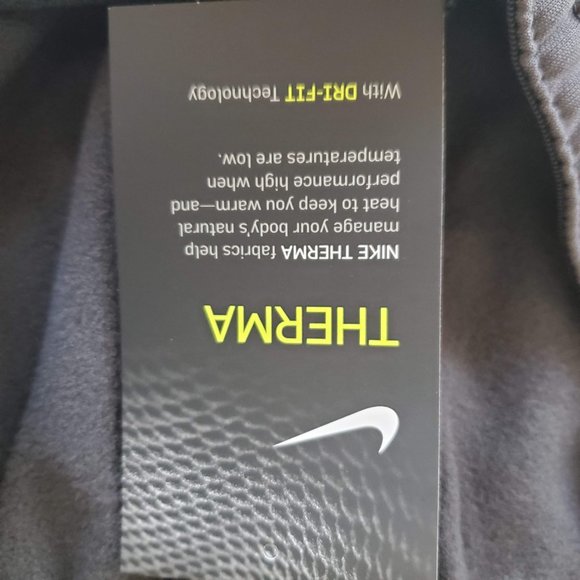 THERMA
NIKE THERMA fabrics help
manage your body's natural
heat to keep you warm—and
performance high when
temperatures are low.
With DRI-FIT Technology